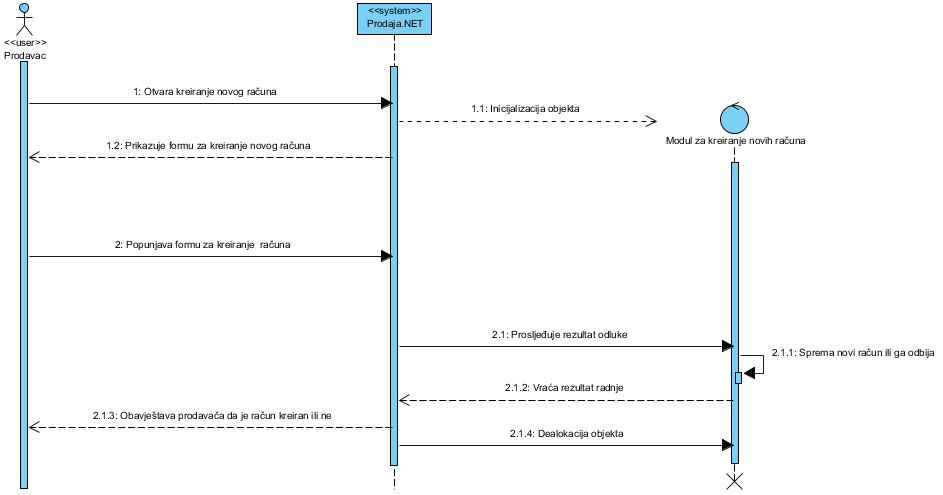 <<user>>
Prodavac
<<system>>
Prodaja.NET
1: Otvara kreiranje novog računa
1.1: Inicijalizacija objekta
Modul za kreiranje novih računa
1.2: Prikazuje formu za kreiranje novog računa
2: Popunjava formu za kreiranje  računa
2.1: Prosljeđuje rezultat odluke
2.1.1: Sprema novi račun ili ga odbija
2.1.2: Vraća rezultat radnje
2.1.3: Obavještava prodavača da je račun kreiran ili ne
2.1.4: Dealokacija objekta